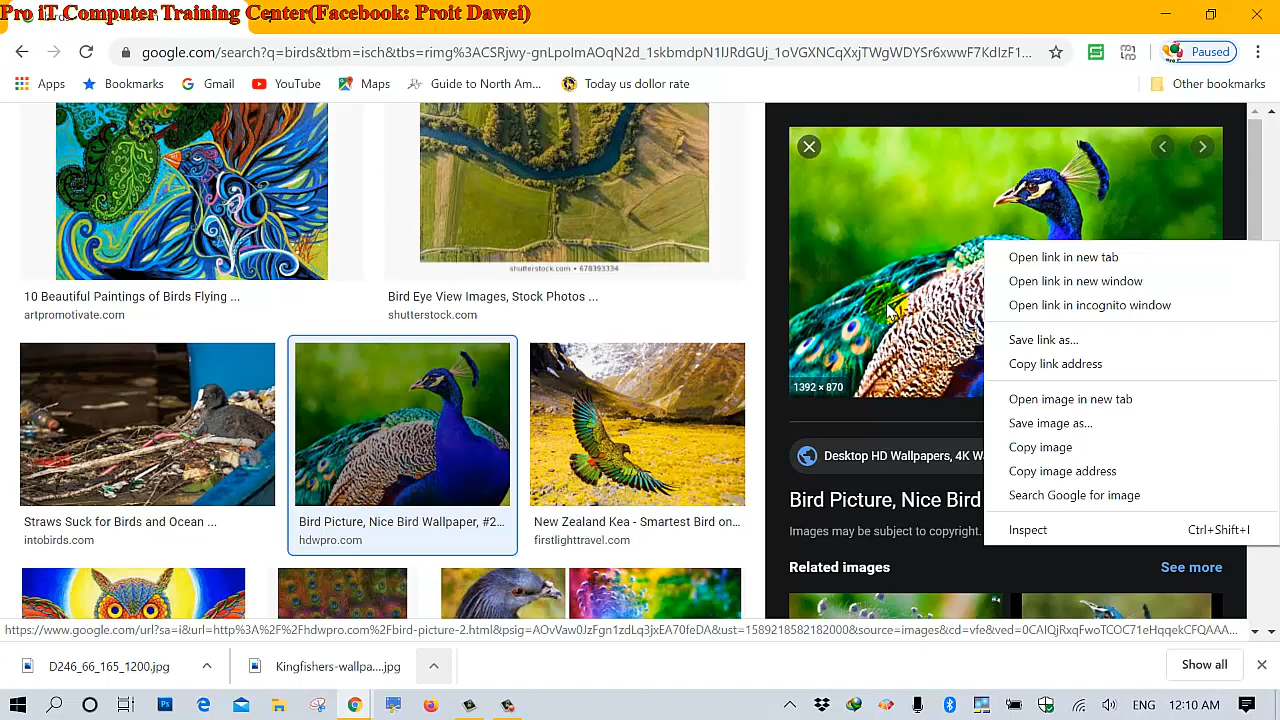 Pro iT Computer Training Center(Facebook: Proit Dawei)
google.com/search?q=birds&tbm=isch&tbs=rimg%3ACSRjwy-gnLpoImAOqN2d_1skbmdpN1lJRdGUj_1oVGXNCqXxjTWgWDYSr6xwwF7KdIzF1...
Paused
Apps
Bookmarks
Gmail
YouTube
Maps
Guide to North Am...
Today us dollor rate
Other bookmarks
shutterstock.com • 678393334
10 Beautiful Paintings of Birds Flying ...
artpromotivate.com
Bird Eye View Images, Stock Photos ...
shutterstock.com
Straws Suck for Birds and Ocean ...
intobirds.com
Bird Picture, Nice Bird Wallpaper, #2...
hdwpro.com
New Zealand Kea - Smartest Bird on...
firstlighttravel.com
1392 × 870
Desktop HD Wallpapers, 4K W
Bird Picture, Nice Bird
Images may be subject to copyright.
Related images
See more
Open link in new tab
Open link in new window
Open link in incognito window
Save link as...
Copy link address
Open image in new tab
Save image as...
Copy image
Copy image address
Search Google for image
Inspect Ctrl+Shift+I
https://www.google.com/url?sa=i&url=http%3A%2F%2Fhdwpro.com%2Fbird-picture-2.html&psig=AOvVaw0JzFgn1zdLq3jxEA70feDA&ust=1589218582182000&source=images&cd=vfe&ved=0CAIQjRxqFwoTCOC71eHqqekCFQAAA...
D246_66_165_1200.jpg
Kingfishers-wallpa....jpg
Show all
ENG
12:10 AM